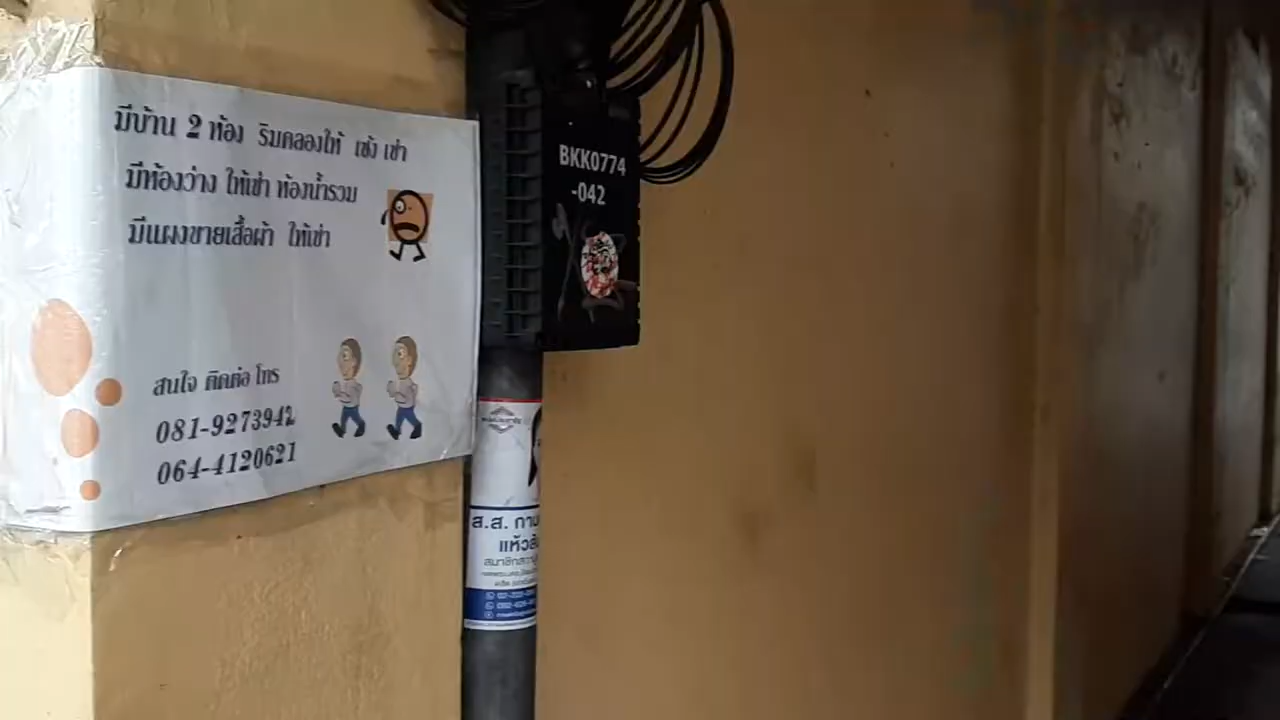 มีบ้าน 2 ห้อง ริมคลองให้ เซ้ง เช่า
มีห้องว่าง ให้เช่า ห้องน้ำรวม
มีแผงขายเสื้อผ้า ให้เช่า
สนใจ ติดต่อ โทร
081-9273942
064-4120621
BKK0774
-042
ส.ส.